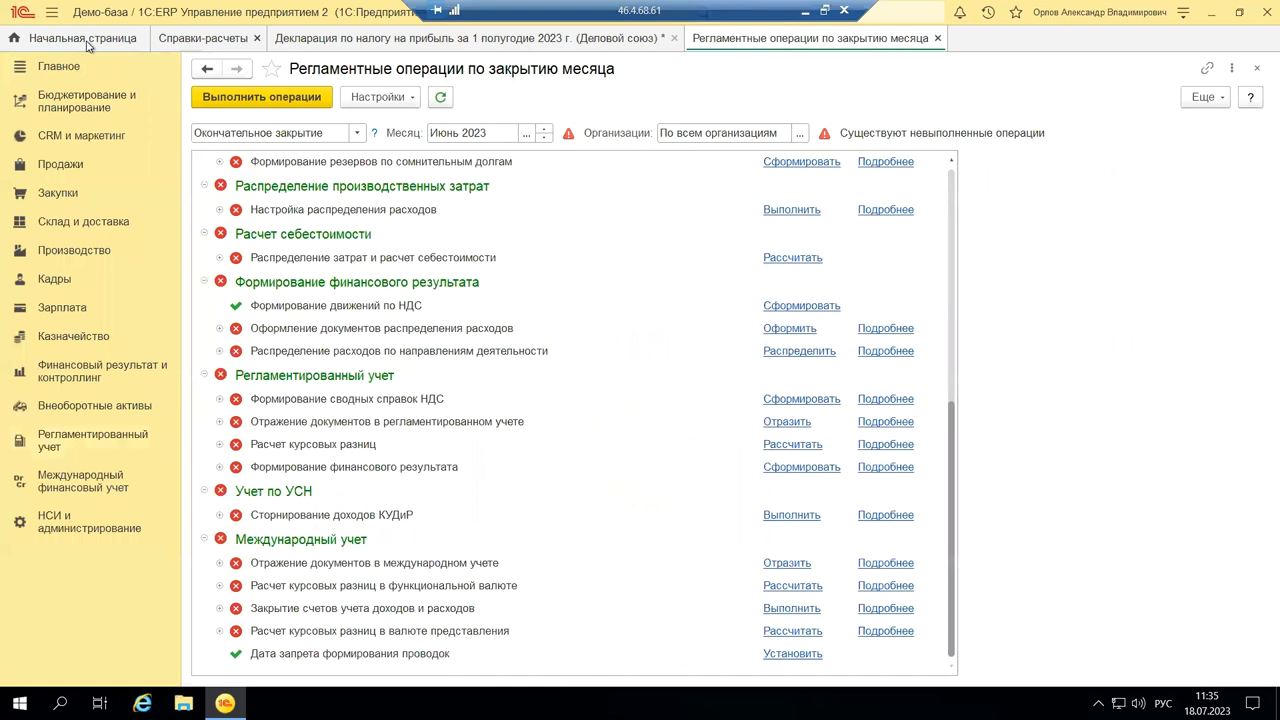 Демо-база / 1С:ERP Управление предприятием 2 (1С:Предприятие
46.4.68.61
Орлов Александр Владимирович
Начальная страница
Справки-расчеты
Декларация по налогу на прибыль за 1 полугодие 2023 г. (Деловой союз) *
Регламентные операции по закрытию месяца
Главное
Бюджетирование и
планирование
CRM и маркетинг
Продажи
Закупки
Склад и доставка
Производство
Кадры
Зарплата
Казначейство
Финансовый результат и
контроллинг
Внеоборотные активы
Регламентированный
учет
Международный
финансовый учет
НСИ и
администрирование
Регламентные операции по закрытию месяца
Выполнить операции
Настройки
Еще
?
Окончательное закрытие ? Месяц: Июнь 2023 ... Организации: По всем организациям ... Существуют невыполненные операции
Формирование резервов по сомнительным долгам Сформировать Подробнее
Распределение производственных затрат
Настройка распределения расходов Выполнить Подробнее
Расчет себестоимости
Распределение затрат и расчет себестоимости Рассчитать
Формирование финансового результата
Формирование движений по НДС Сформировать
Оформление документов распределения расходов Оформить Подробнее
Распределение расходов по направлениям деятельности Распределить Подробнее
Регламентированный учет
Формирование сводных справок НДС Сформировать Подробнее
Отражение документов в регламентированном учете Отразить Подробнее
Расчет курсовых разниц Рассчитать Подробнее
Формирование финансового результата Сформировать Подробнее
Учет по УСН
Сторнирование доходов КУДиР Выполнить Подробнее
Международный учет
Отражение документов в международном учете Отразить Подробнее
Расчет курсовых разниц в функциональной валюте Рассчитать Подробнее
Закрытие счетов учета доходов и расходов Выполнить Подробнее
Расчет курсовых разниц в валюте представления Рассчитать Подробнее
Дата запрета формирования проводок Установить
РУС
11:35
18.07.2023